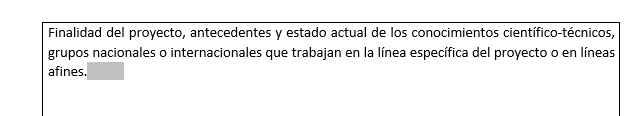 Finalidad del proyecto, antecedentes y estado actual de los conocimientos científico-técnicos,
grupos nacionales o internacionales que trabajan en la línea específica del proyecto o en líneas
afines.